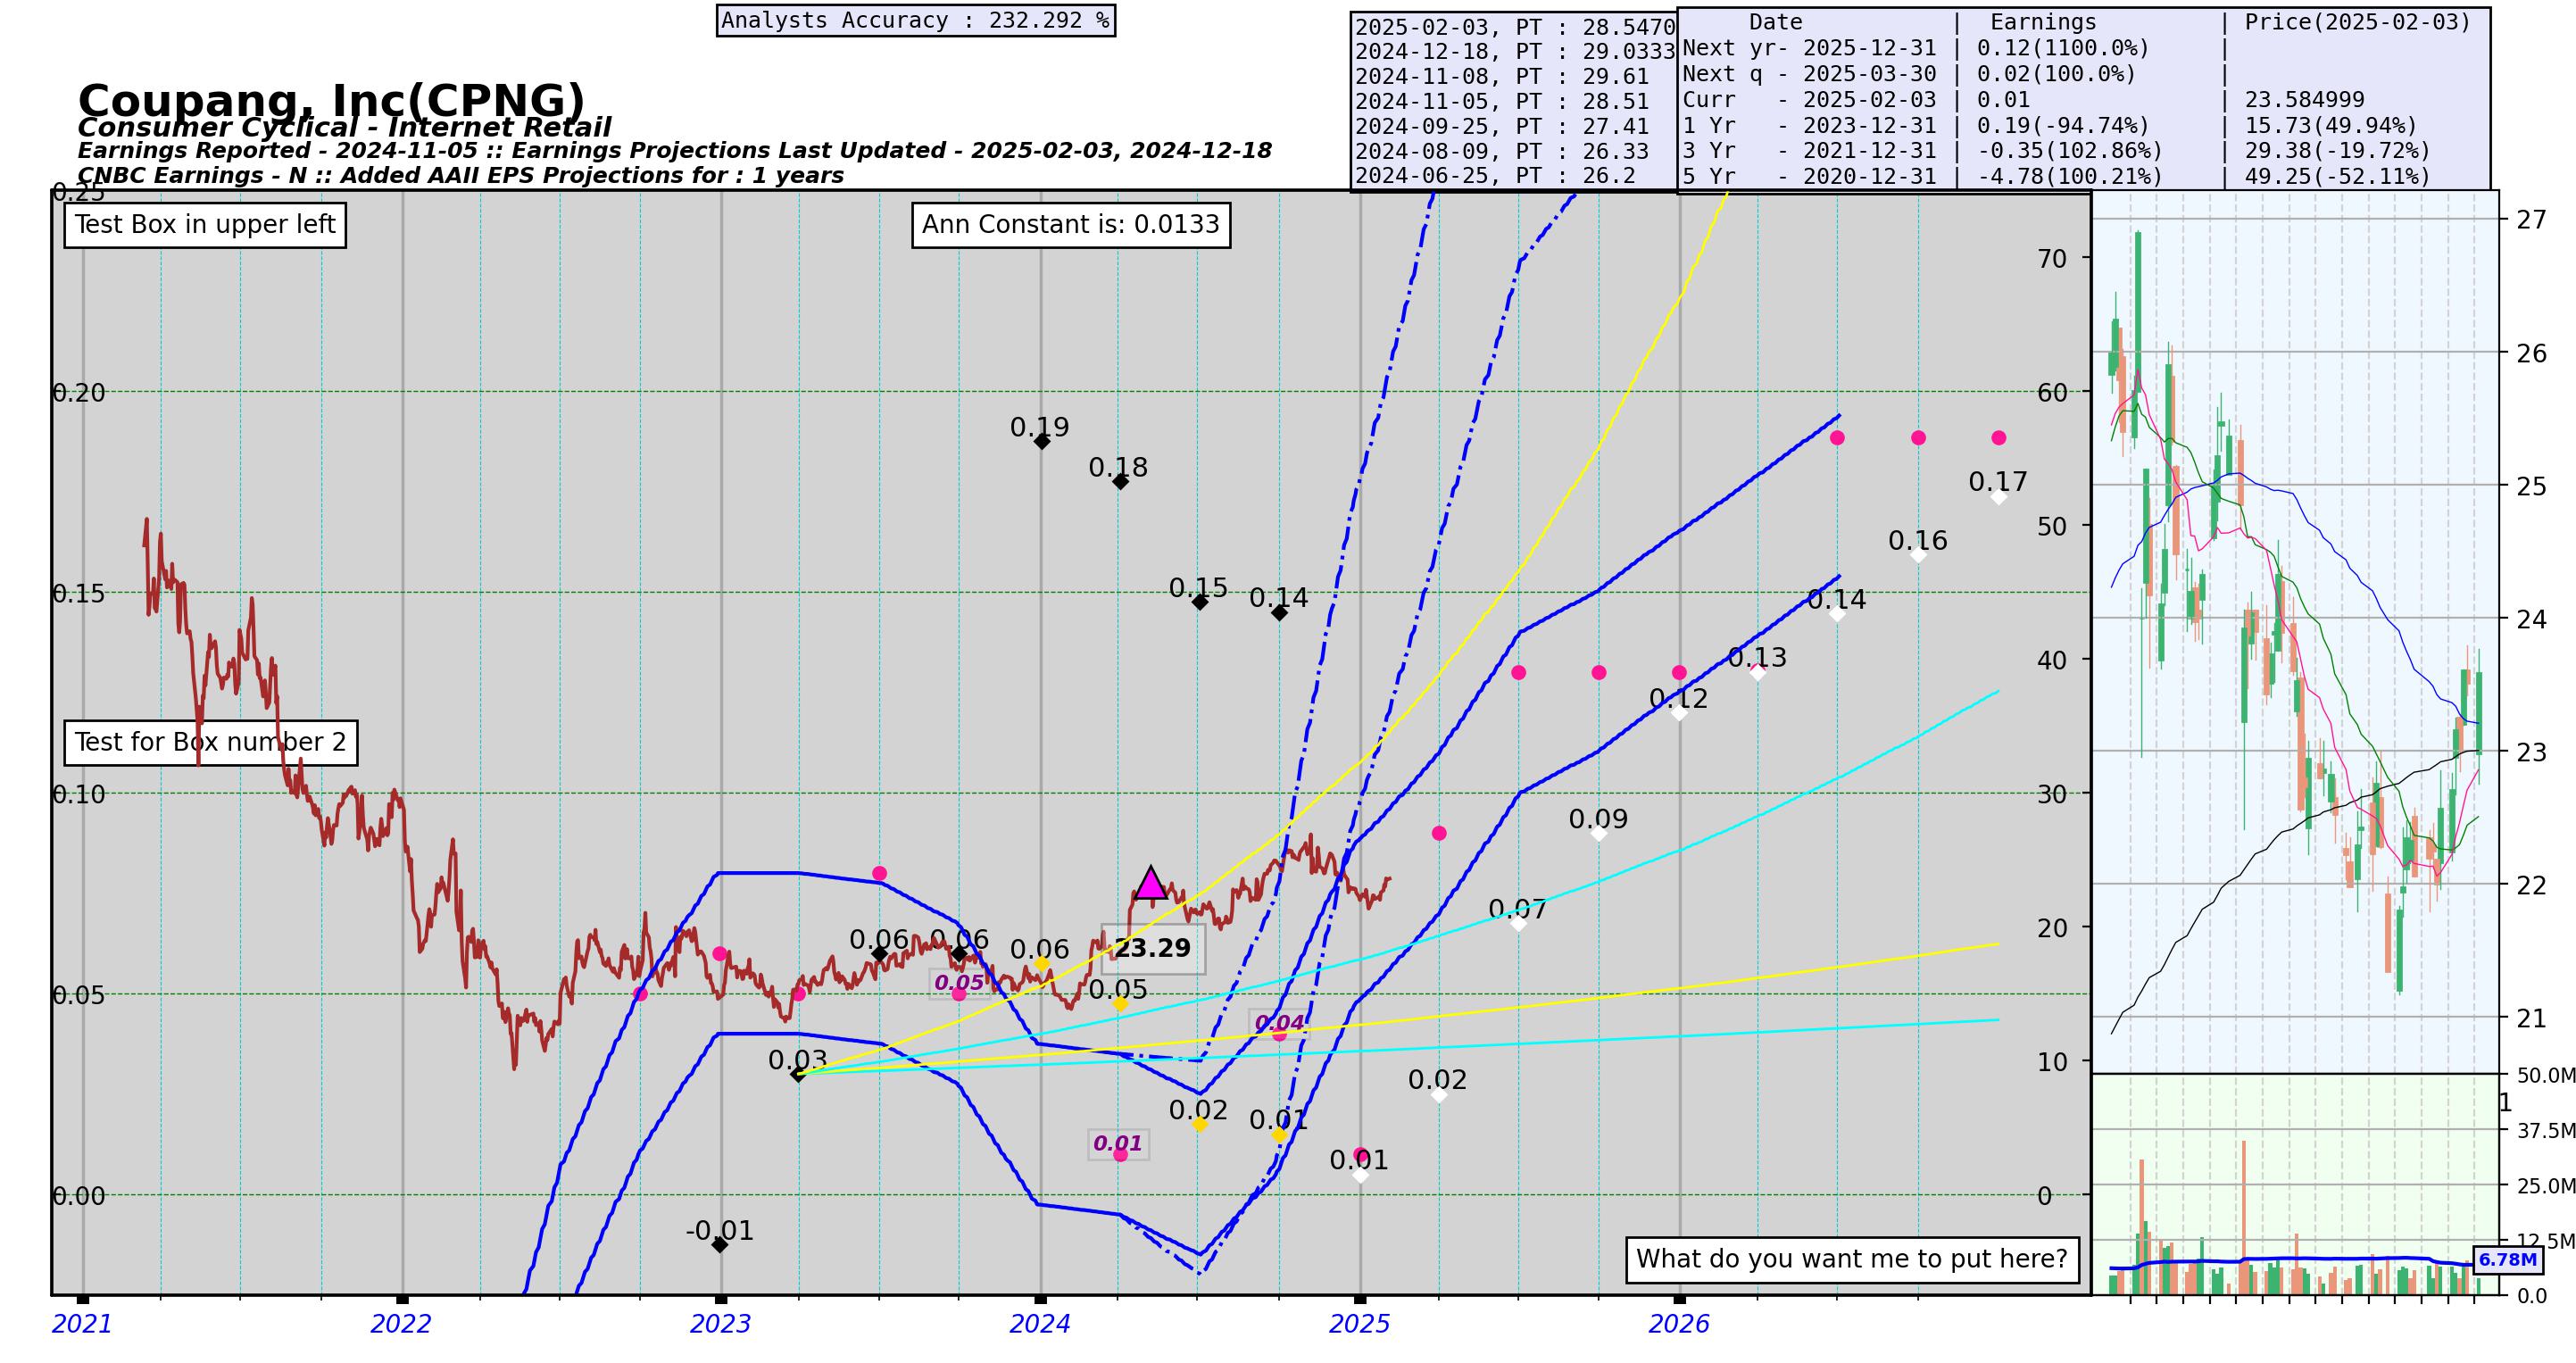 Analysts Accuracy : 232.292 %
2025-02-03, PT : 28.5470
2024-12-18, PT : 29.0333
2024-11-08, PT : 29.61
2024-11-05, PT : 28.51
2024-09-25, PT : 27.41
2024-08-09, PT : 26.33
2024-06-25, PT : 26.2
Date | Earnings | Price(2025-02-03)
Next yr- 2025-12-31 | 0.12(1100.0%) |
Next q - 2025-03-30 | 0.02(100.0%) |
Curr - 2025-02-03 | 0.01 | 23.584999
1 Yr - 2023-12-31 | 0.19(-94.74%) | 15.73(49.94%)
3 Yr - 2021-12-31 | -0.35(102.86%) | 29.38(-19.72%)
5 Yr - 2020-12-31 | -4.78(100.21%) | 49.25(-52.11%)
Coupang, Inc(CPNG)
Consumer Cyclical - Internet Retail
Earnings Reported - 2024-11-05 :: Earnings Projections Last Updated - 2025-02-03, 2024-12-18
CNBC Earnings - N :: Added AAII EPS Projections for : 1 years
Test Box in upper left
Ann Constant is: 0.0133
Test for Box number 2
What do you want me to put here?
0.25
0.20
0.15
0.10
0.05
0.00
-0.01
0.03
0.06
0.06
0.05
0.19
0.06
0.18
0.05
0.01
23.29
0.15
0.02
0.14
0.04
0.01
0.01
0.02
0.07
0.09
0.12
0.13
0.14
0.16
0.17
70
60
50
40
30
20
10
0
27
26
25
24
23
22
21
50.0M
1
37.5M
25.0M
12.5M
6.78M
0.0
2021
2022
2023
2024
2025
2026